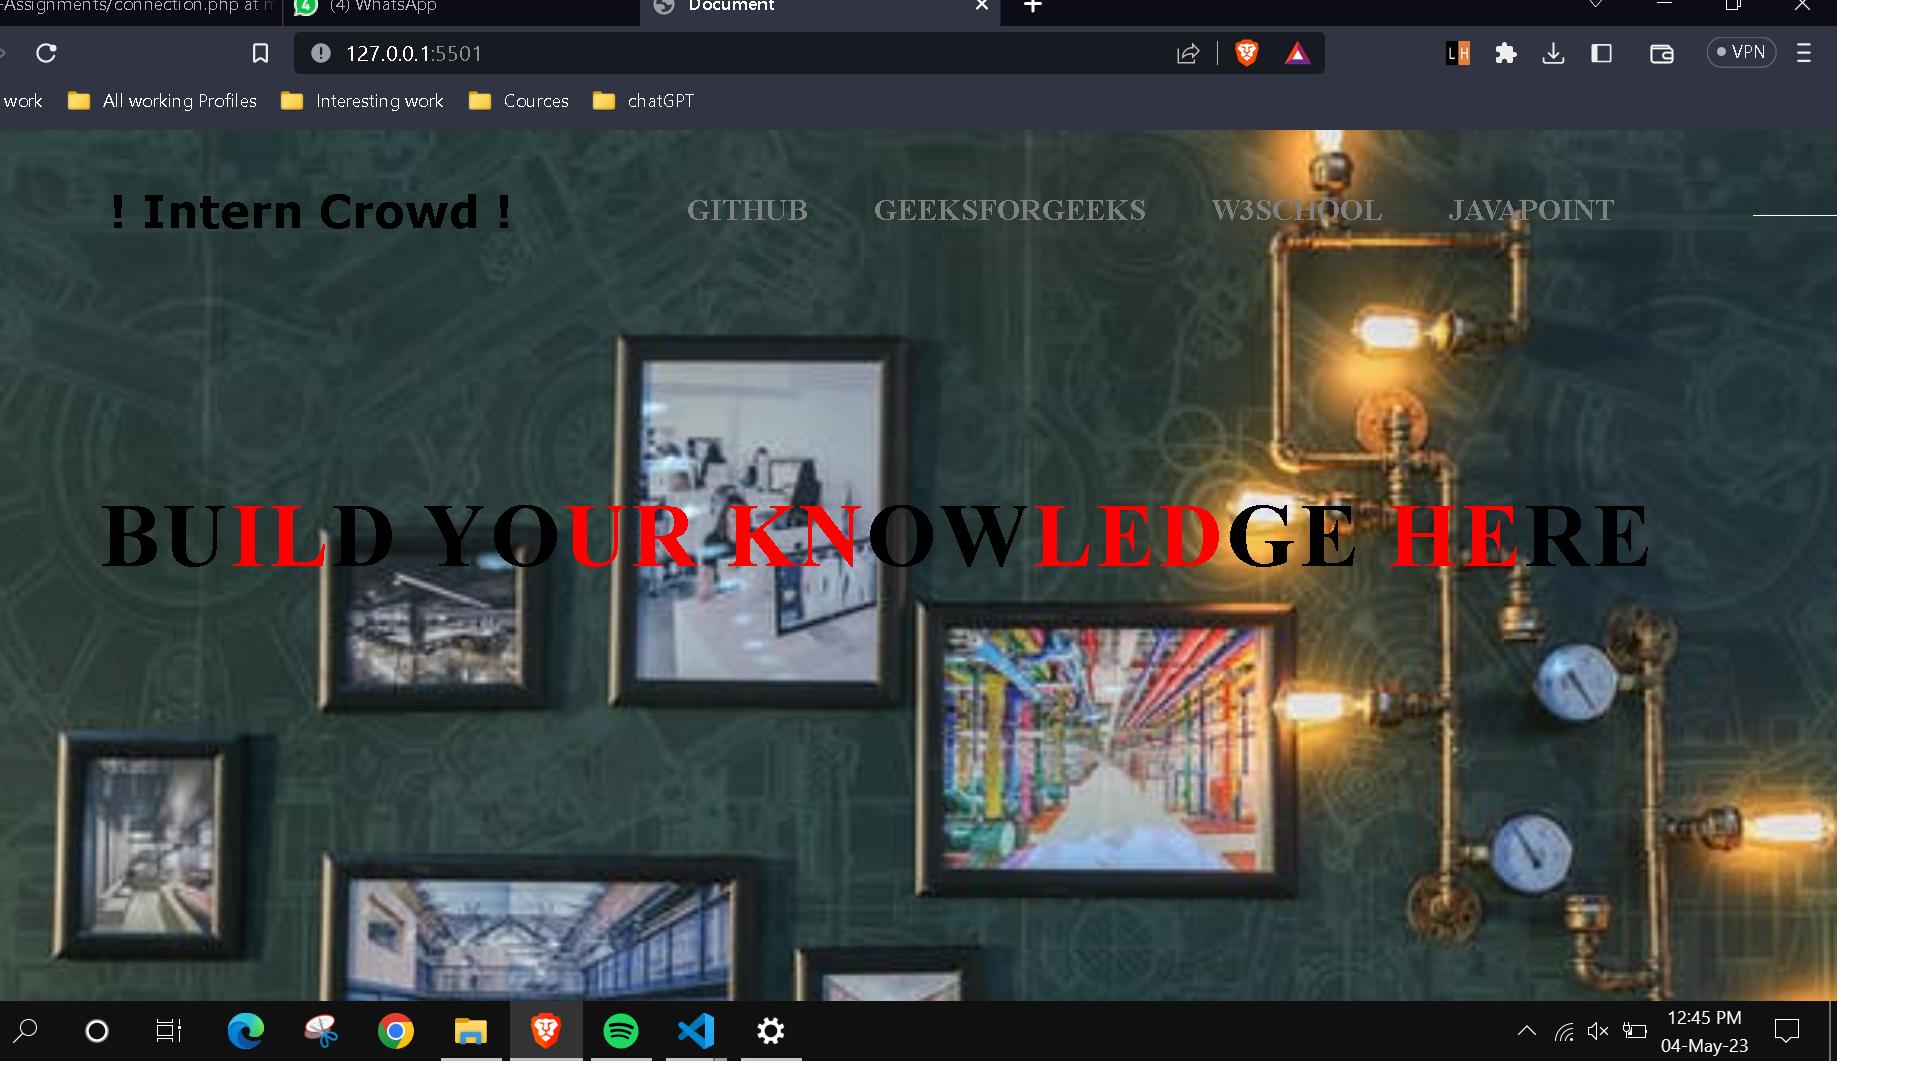 -Assignments/connection.php at m
4
(4) WhatsApp
Document
127.0.0.1:5501
LH
VPN
work
All working Profiles
Interesting work
Cources
chatGPT
! Intern Crowd !
GITHUB
GEEKSFORGEEKS
W3SCHOOL
JAVAPOINT
BUILD YOUR KNOWLEDGE HERE
12:45 PM
04-May-23